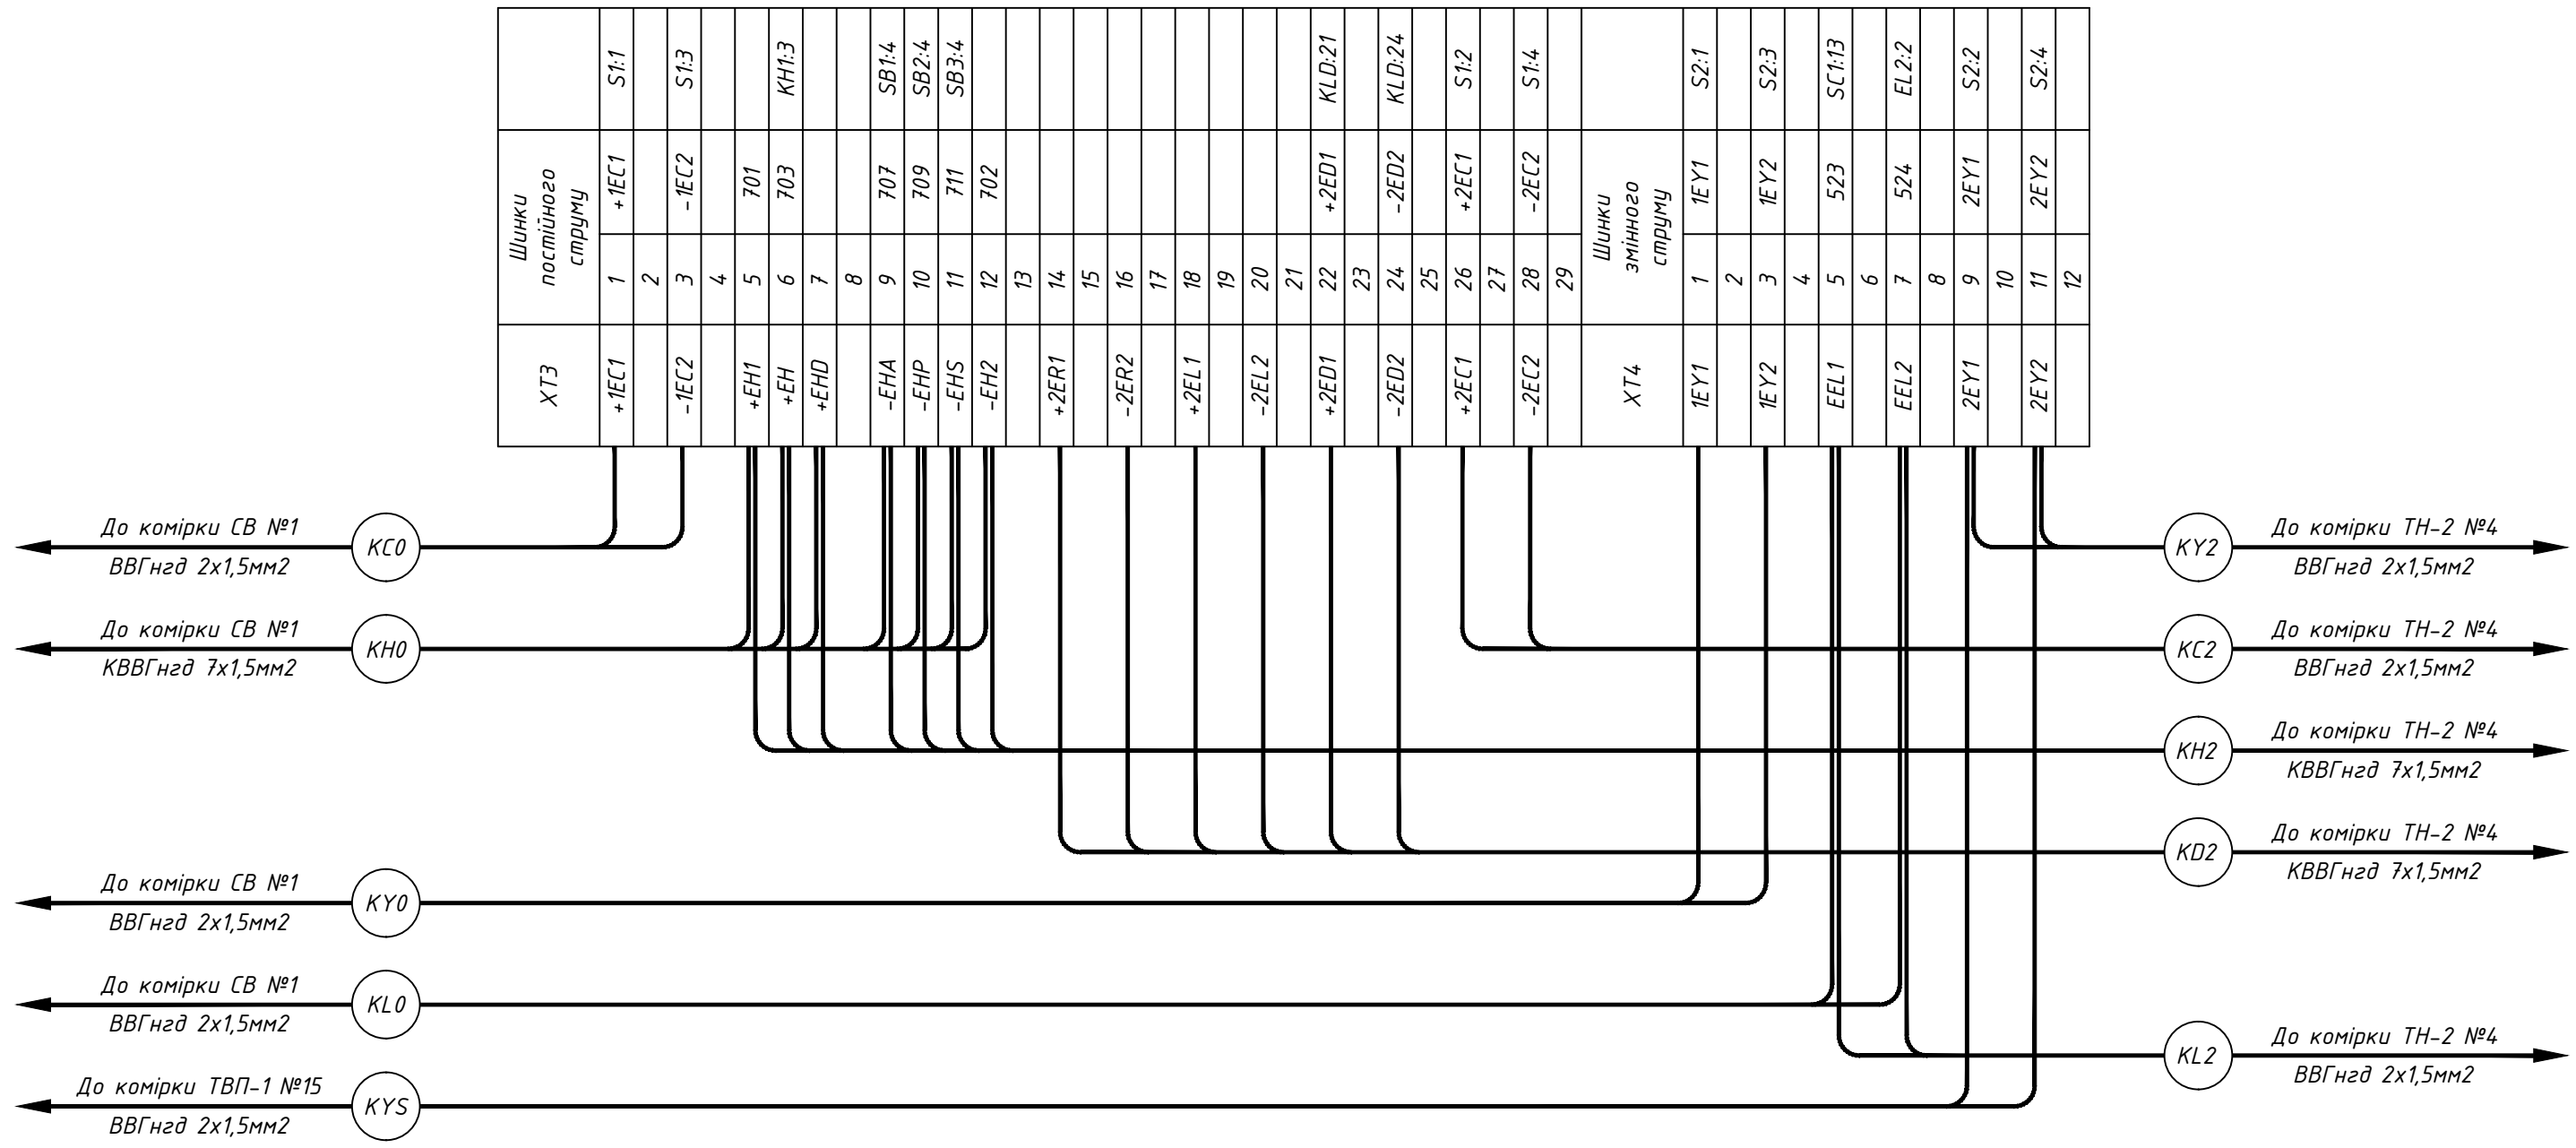 S1:1
S1:3
KH1:3
SB1:4
SB2:4
SB3:4
KLD:21
KLD:24
S1:2
S1:4
S2:1
S2:3
SC1:13
EL2:2
S2:2
S2:4
Шинки
постійного
струму
+1EC1
-1EC2
701
703
707
709
711
702
+2ED1
-2ED2
+2EC1
-2EC2
Шинки
змінного
струму
1EY1
1EY2
523
524
2EY1
2EY2
1
2
3
4
5
6
7
8
9
10
11
12
13
14
15
16
17
18
19
20
21
22
23
24
25
26
27
28
29
1
2
3
4
5
6
7
8
9
10
11
12
XT3
+1EC1
-1EC2
+EH1
+EH
+EHD
-EHA
-EHP
-EHS
-EH2
+2ER1
-2ER2
+2EL1
-2EL2
+2ED1
-2ED2
+2EC1
-2EC2
XT4
1EY1
1EY2
EEL1
EEL2
2EY1
2EY2
До комірки СВ №1
KC0
ВВГнгд 2х1,5мм2
До комірки ТН-2 №4
KY2
ВВГнгд 2х1,5мм2
До комірки СВ №1
KH0
КВВГнгд 7х1,5мм2
До комірки ТН-2 №4
KC2
ВВГнгд 2х1,5мм2
До комірки ТН-2 №4
KH2
КВВГнгд 7х1,5мм2
До комірки ТН-2 №4
KD2
КВВГнгд 7х1,5мм2
До комірки СВ №1
KY0
ВВГнгд 2х1,5мм2
До комірки СВ №1
KL0
ВВГнгд 2х1,5мм2
До комірки ТН-2 №4
KL2
ВВГнгд 2х1,5мм2
До комірки ТВП-1 №15
KYS
ВВГнгд 2х1,5мм2